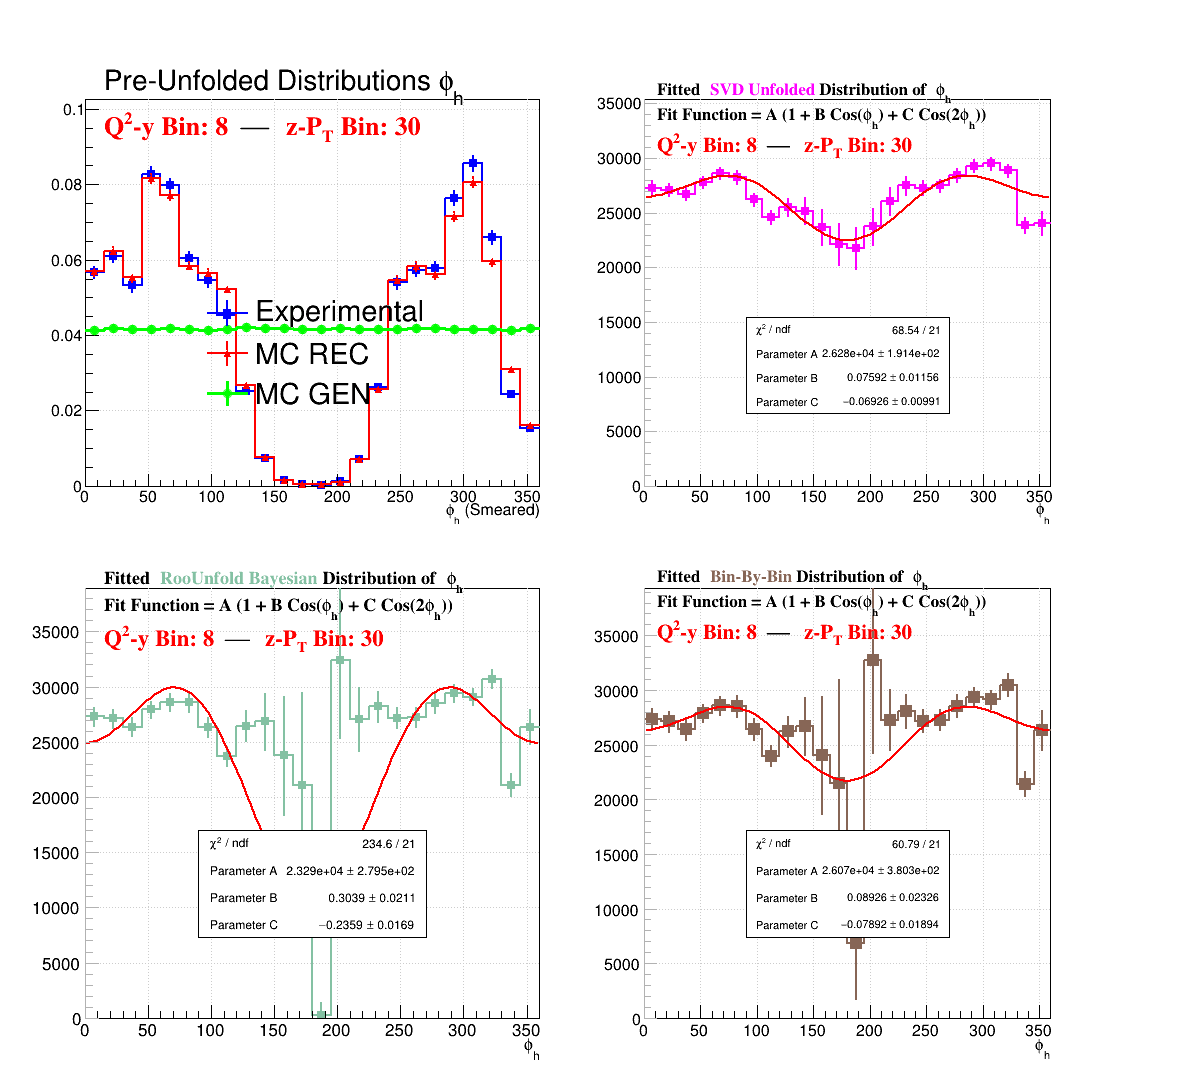 Pre-Unfolded Distributions ϕh
Q²-y Bin: 8 — z-PT Bin: 30
0.1
0.08
0.06
0.04
0.02
0
Experimental
MC REC
MC GEN
0 50 100 150 200 250 300 350
ϕh (Smeared)
Fitted SVD Unfolded Distribution of ϕh
Fit Function = A (1 + B Cos(ϕh) + C Cos(2ϕh))
Q²-y Bin: 8 — z-PT Bin: 30
35000
30000
25000
20000
15000
10000
5000
0
χ² / ndf 68.54 / 21
Parameter A 2.628e+04 ± 1.914e+02
Parameter B 0.07592 ± 0.01156
Parameter C −0.06926 ± 0.00991
0 50 100 150 200 250 300 350
ϕh
Fitted RooUnfold Bayesian Distribution of ϕh
Fit Function = A (1 + B Cos(ϕh) + C Cos(2ϕh))
Q²-y Bin: 8 — z-PT Bin: 30
35000
30000
25000
20000
15000
10000
5000
0
χ² / ndf 234.6 / 21
Parameter A 2.329e+04 ± 2.795e+02
Parameter B 0.3039 ± 0.0211
Parameter C −0.2359 ± 0.0169
0 50 100 150 200 250 300 350
ϕh
Fitted Bin-By-Bin Distribution of ϕh
Fit Function = A (1 + B Cos(ϕh) + C Cos(2ϕh))
Q²-y Bin: 8 — z-PT Bin: 30
35000
30000
25000
20000
15000
10000
5000
0
χ² / ndf 60.79 / 21
Parameter A 2.607e+04 ± 3.803e+02
Parameter B 0.08926 ± 0.02326
Parameter C −0.07892 ± 0.01894
0 50 100 150 200 250 300 350
ϕh